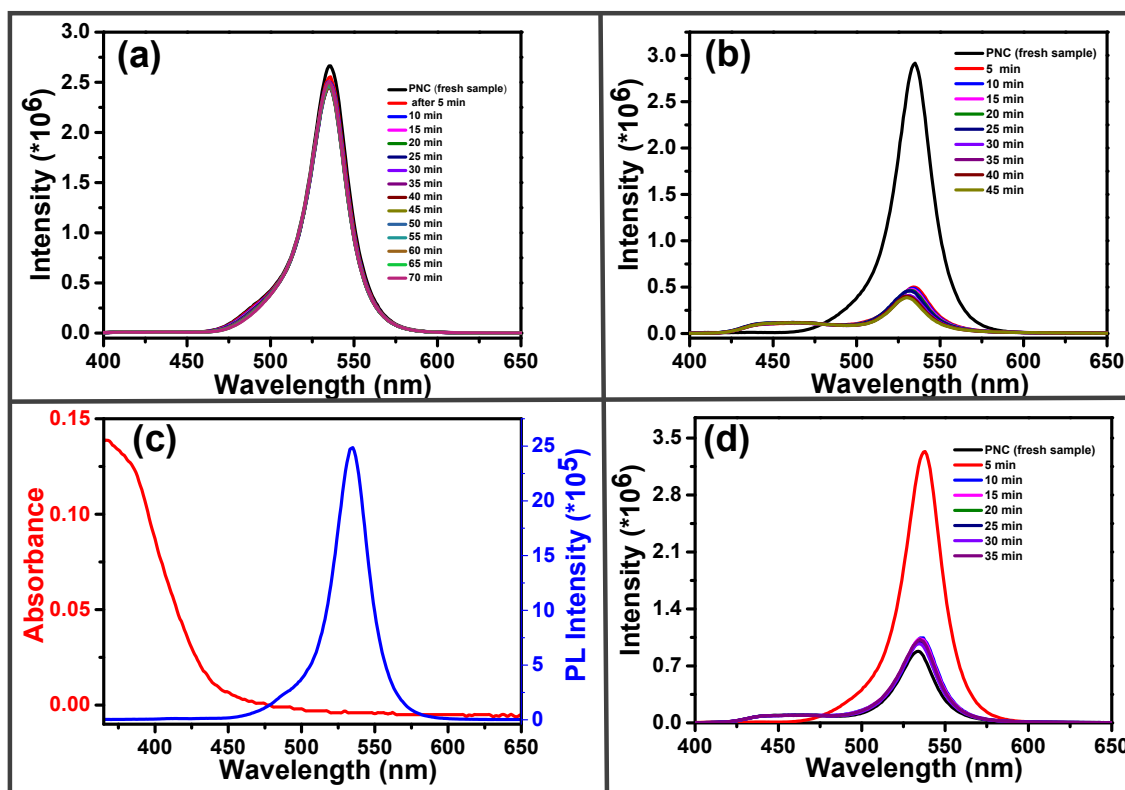 (a)
Intensity (*10⁶)
3.0
2.5
2.0
1.5
1.0
0.5
0.0
PNC (fresh sample)
after 5 min
10 min
15 min
20 min
25 min
30 min
35 min
40 min
45 min
50 min
55 min
60 min
65 min
70 min
400 450 500 550 600 650
Wavelength (nm)
(b)
Intensity (*10⁶)
3.0
2.5
2.0
1.5
1.0
0.5
0.0
PNC (fresh sample)
5 min
10 min
15 min
20 min
25 min
30 min
35 min
40 min
45 min
400 450 500 550 600 650
Wavelength (nm)
(c)
Absorbance
0.15
0.10
0.05
0.00
PL Intensity (*10⁵)
25
20
15
10
5
0
400 450 500 550 600 650
Wavelength (nm)
(d)
Intensity (*10⁶)
3.5
2.8
2.1
1.4
0.7
0.0
PNC (fresh sample)
5 min
10 min
15 min
20 min
25 min
30 min
35 min
400 450 500 550 600 650
Wavelength (nm)